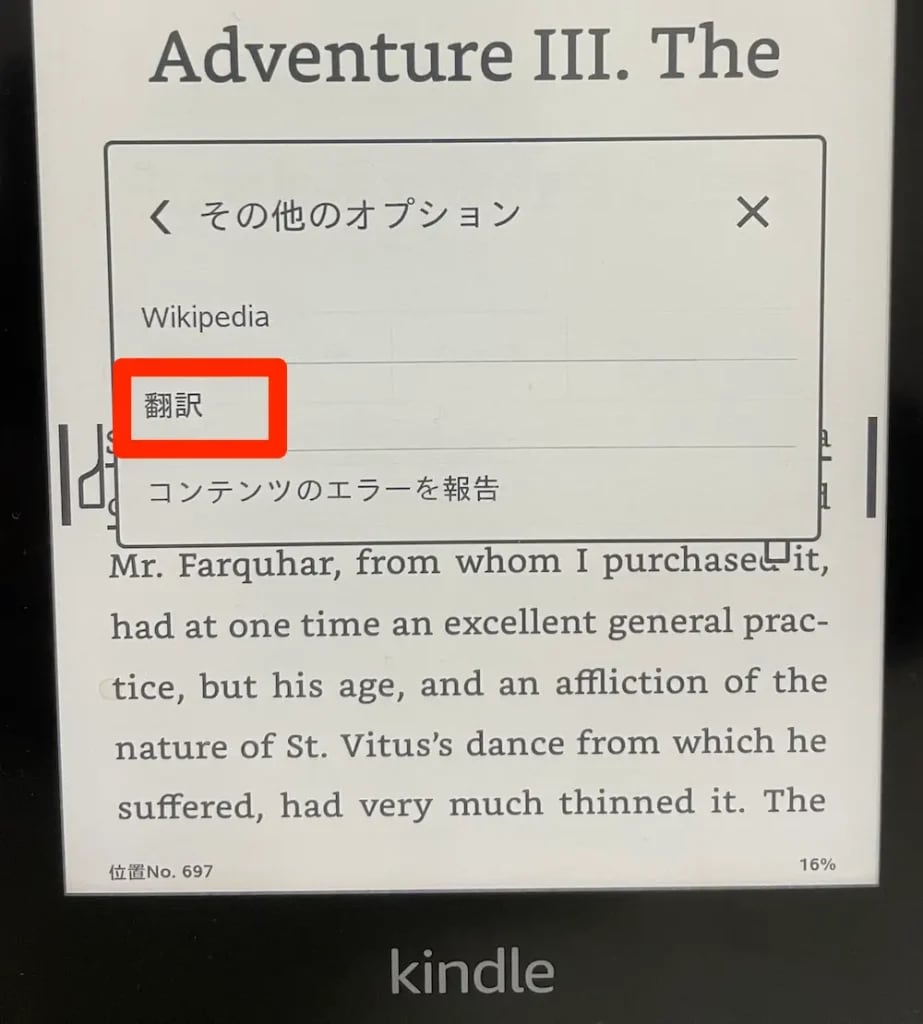 Adventure III. The
その他のオプション
Wikipedia
翻訳
コンテンツのエラーを報告
Mr. Farquhar, from whom I purchased it,
had at one time an excellent general prac-
tice, but his age, and an affliction of the
nature of St. Vitus's dance from which he
suffered, had very much thinned it. The
位置No. 697
16%
kindle